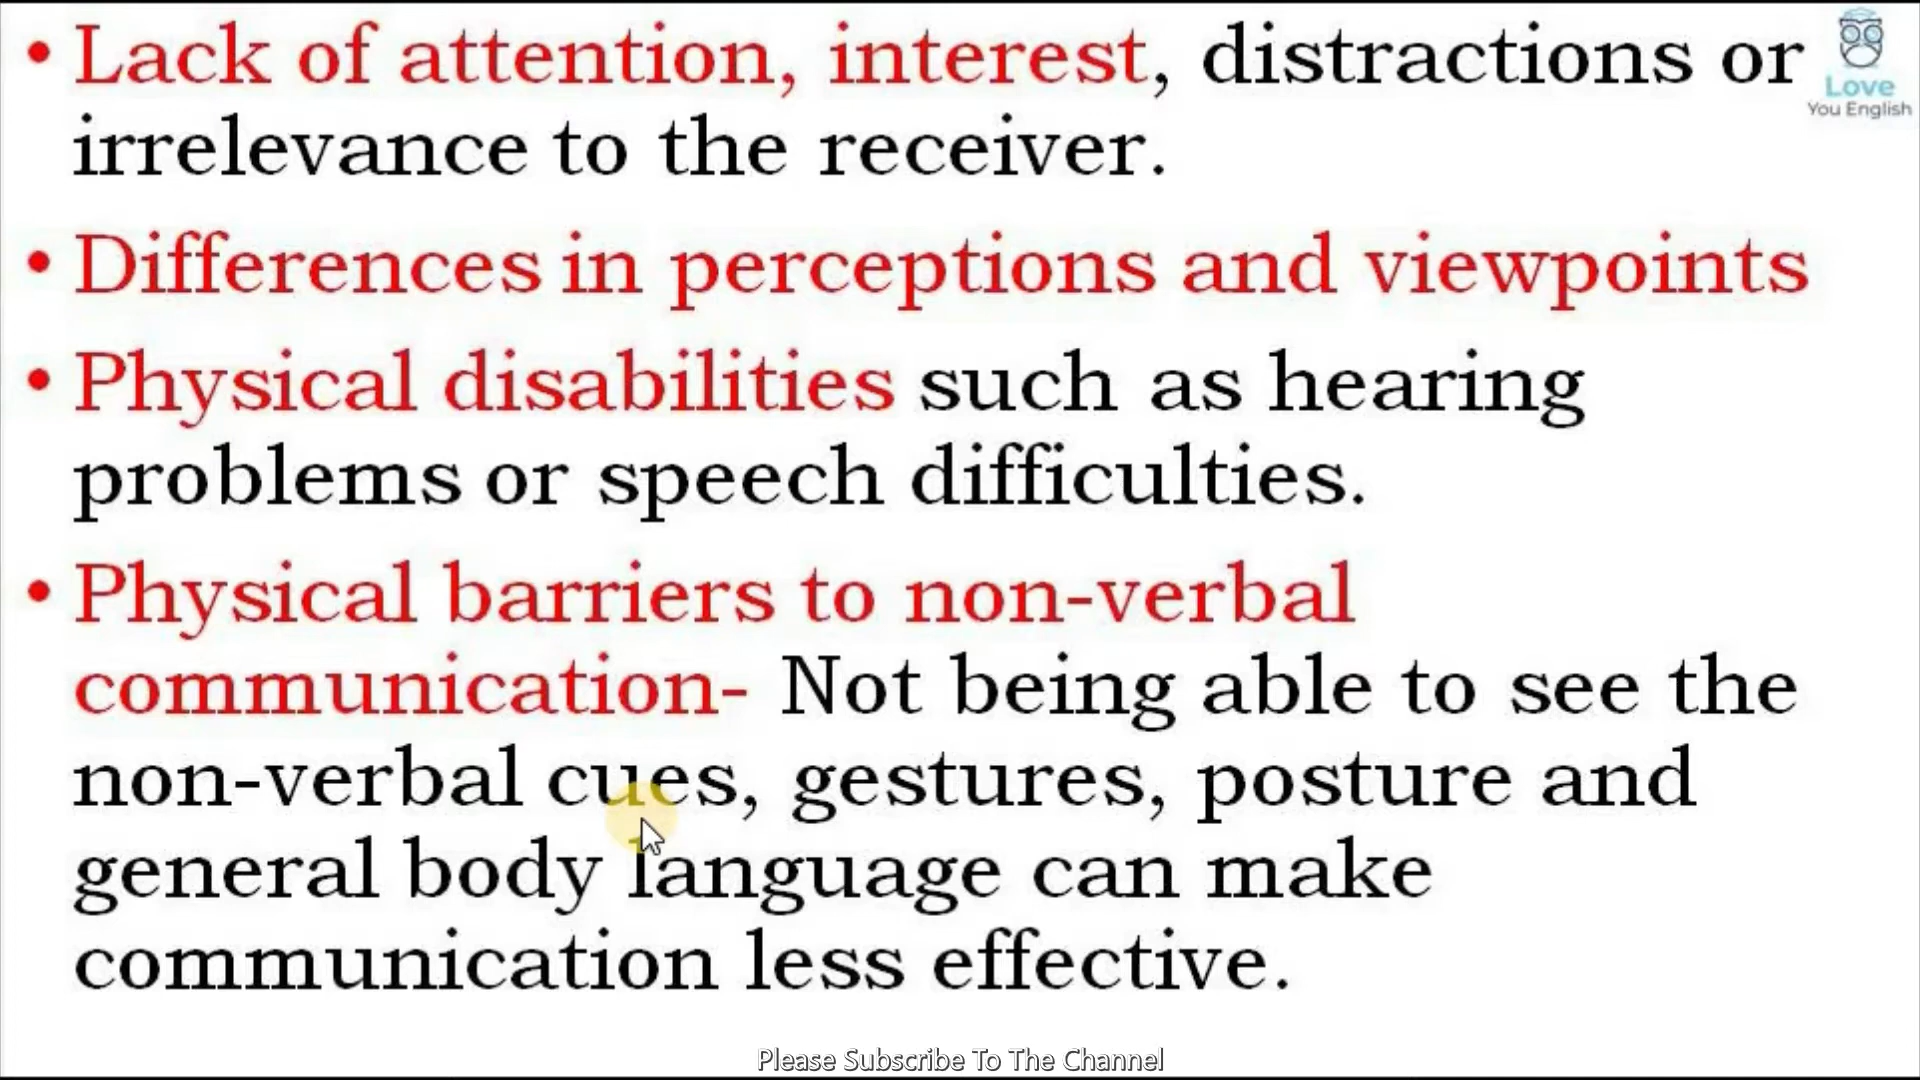 • Lack of attention, interest, distractions or
irrelevance to the receiver.
• Differences in perceptions and viewpoints
• Physical disabilities such as hearing
problems or speech difficulties.
• Physical barriers to non-verbal
communication- Not being able to see the
non-verbal cues, gestures, posture and
general body language can make
communication less effective.
Love
You English
Please Subscribe To The Channel